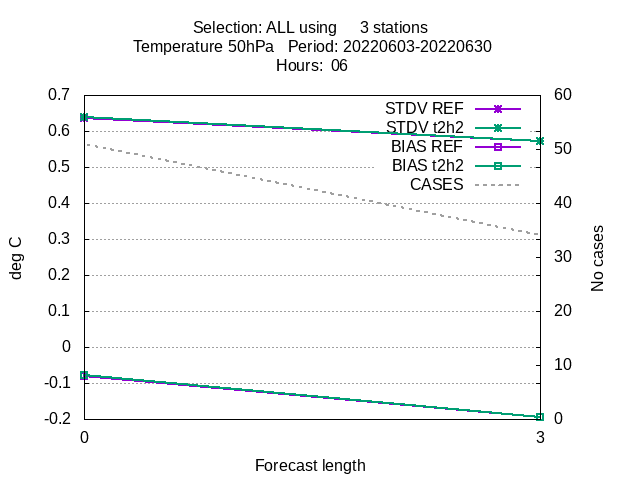 Selection: ALL using 3 stations
Temperature 50hPa Period: 20220603-20220630
Hours: 06
0.7
0.6
0.5
0.4
0.3
0.2
0.1
0
-0.1
-0.2
60
50
40
30
20
10
0
STDV REF
STDV t2h2
BIAS REF
BIAS t2h2
CASES
deg C
No cases
0
3
Forecast length